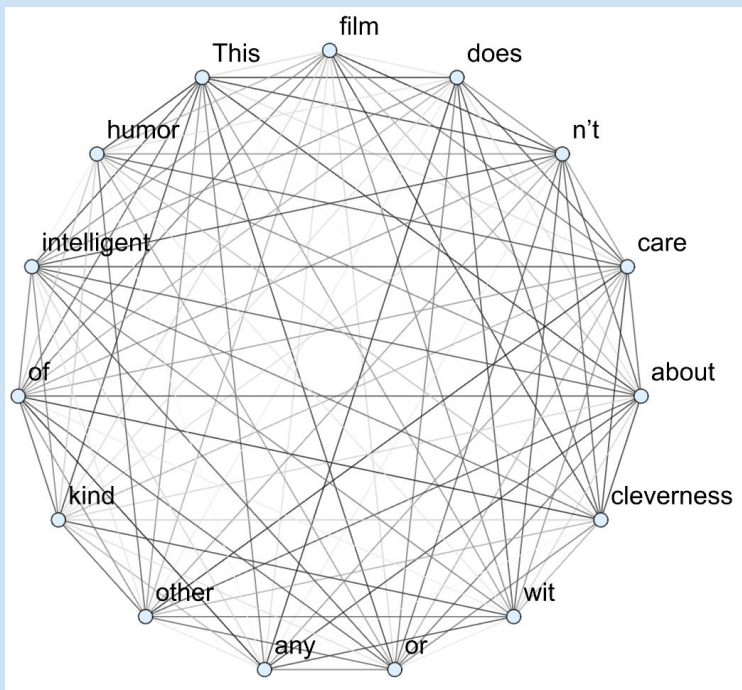 film
This
does
humor
n't
intelligent
care
of
about
kind
cleverness
other
wit
any
or